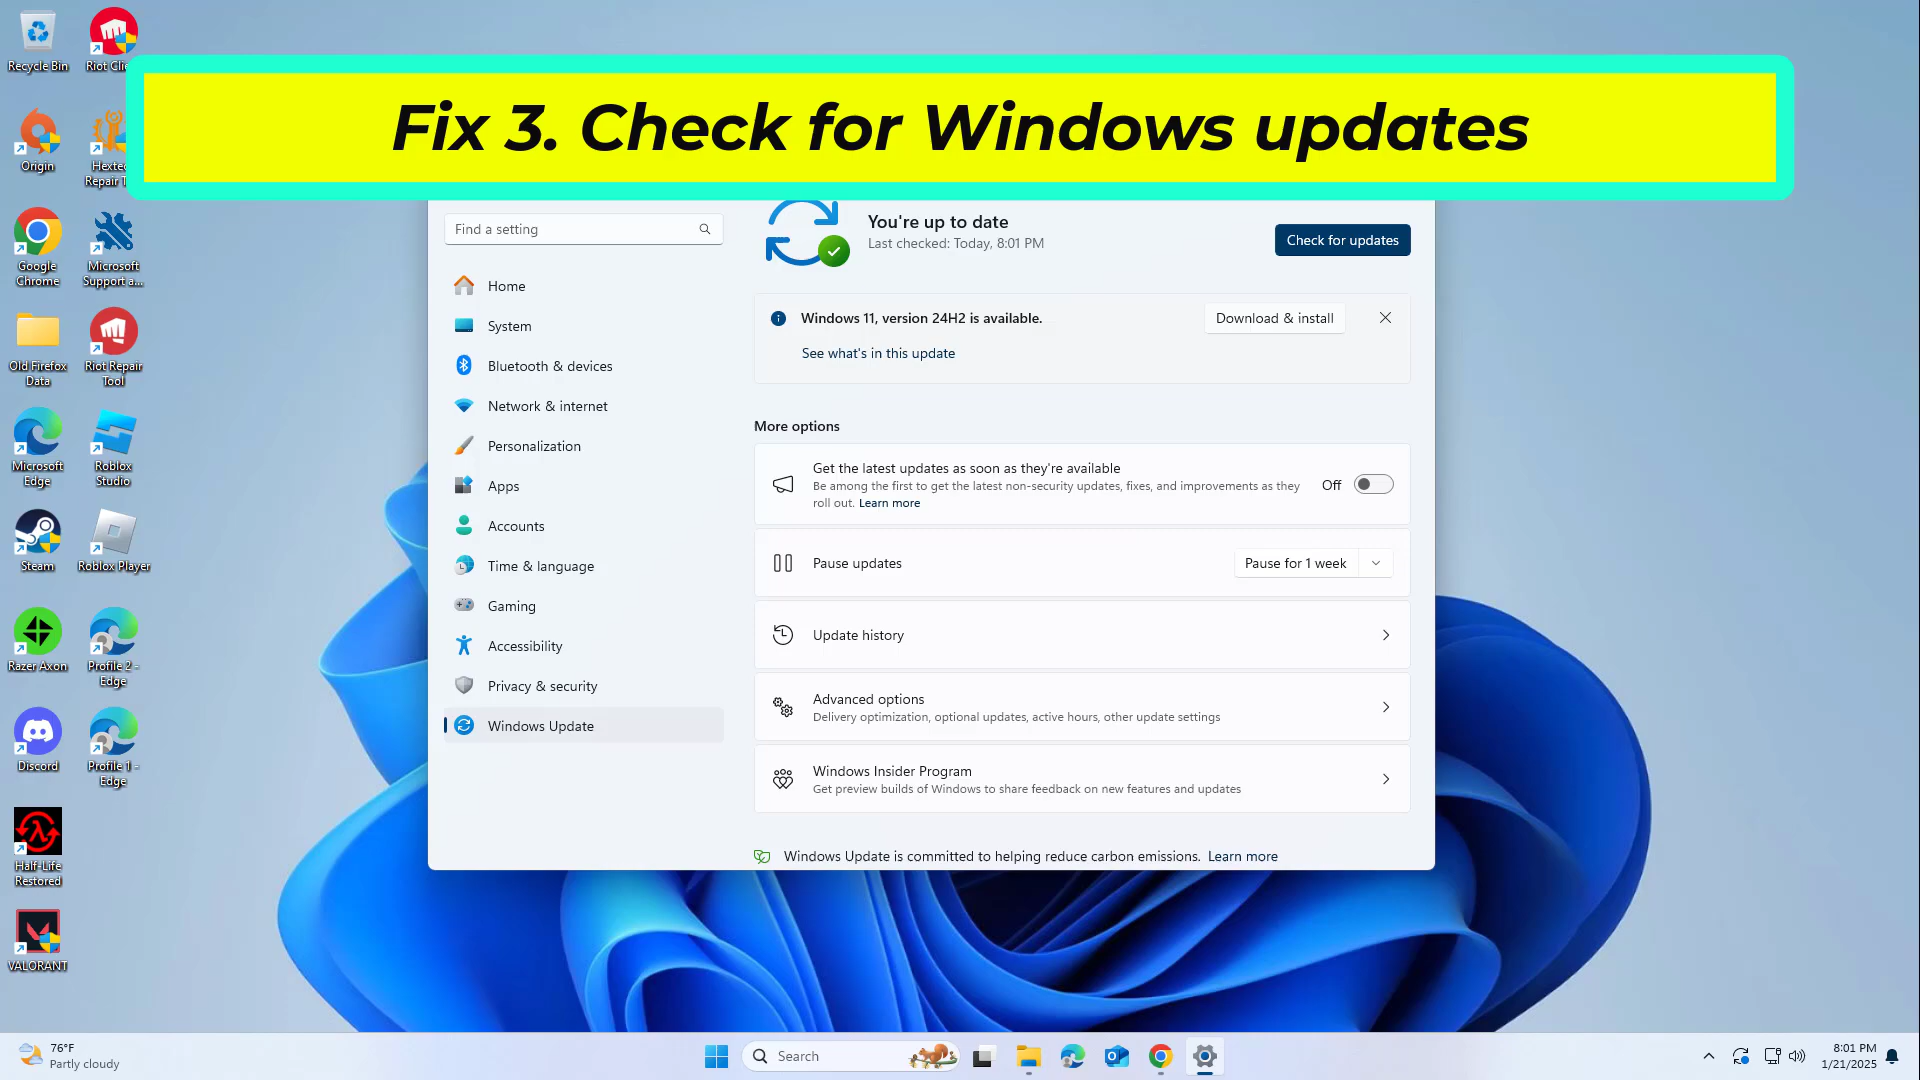 Fix 3. Check for Windows updates
Recycle Bin
Origin
Google
Chrome
Old Firefox
Data
Microsoft
Edge
Steam
Razer Axon
Discord
Half-Life
Restored
VALORANT
Riot
Repair
Microsoft
Support a...
Riot Repair
Tool
Roblox
Studio
Roblox Player
Profile 2 -
Edge
Profile 1 -
Edge
Find a setting
Home
System
Bluetooth & devices
Network & internet
Personalization
Apps
Accounts
Time & language
Gaming
Accessibility
Privacy & security
Windows Update
You're up to date
Last checked: Today, 8:01 PM
Check for updates
Windows 11, version 24H2 is available.
Download & install
See what's in this update
More options
Get the latest updates as soon as they're available
Be among the first to get the latest non-security updates, fixes, and improvements as they
roll out. Learn more
Off
Pause updates
Pause for 1 week
Update history
Advanced options
Delivery optimization, optional updates, active hours, other update settings
Windows Insider Program
Get preview builds of Windows to share feedback on new features and updates
Windows Update is committed to helping reduce carbon emissions. Learn more
76°F
Partly cloudy
Search
8:01 PM
1/21/2025